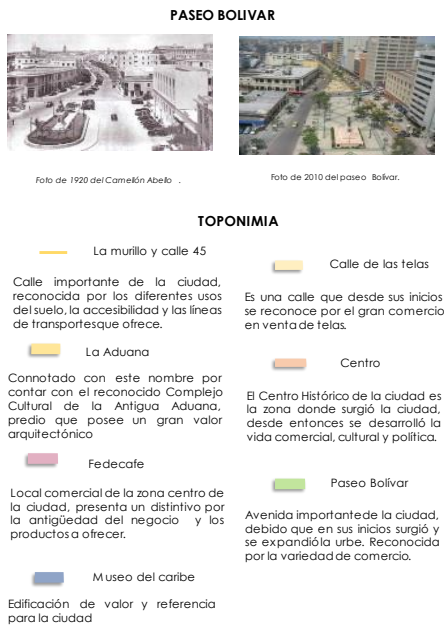 PASEO BOLIVAR
Foto de 1920 del Camellón Abello .
Foto de 2010 del paseo Bolívar.
TOPONIMIA
La murillo y calle 45
Calle importante de la ciudad,
reconocida por los diferentes usos
del suelo, la accesibilidad y las líneas
de transportesque ofrece.
La Aduana
Connotado con este nombre por
contar con el reconocido Complejo
Cultural de la Antigua Aduana,
predio que posee un gran valor
arquitectónico
Fedecafe
Local comercial de la zona centro de
la ciudad, presenta un distintivo por
la antigüedad del negocio y los
productos a ofrecer.
Museo del caribe
Edificación de valor y referencia
para la ciudad
Calle de las telas
Es una calle que desde sus inicios
se reconoce por el gran comercio
en venta de telas.
Centro
El Centro Histórico de la ciudad es
la zona donde surgió la ciudad,
desde entonces se desarrolló la
vida comercial, cultural y política.
Paseo Bolívar
Avenida importantede la ciudad,
debido que en sus inicios surgió y
se expandióla urbe. Reconocida
por la variedad de comercio.